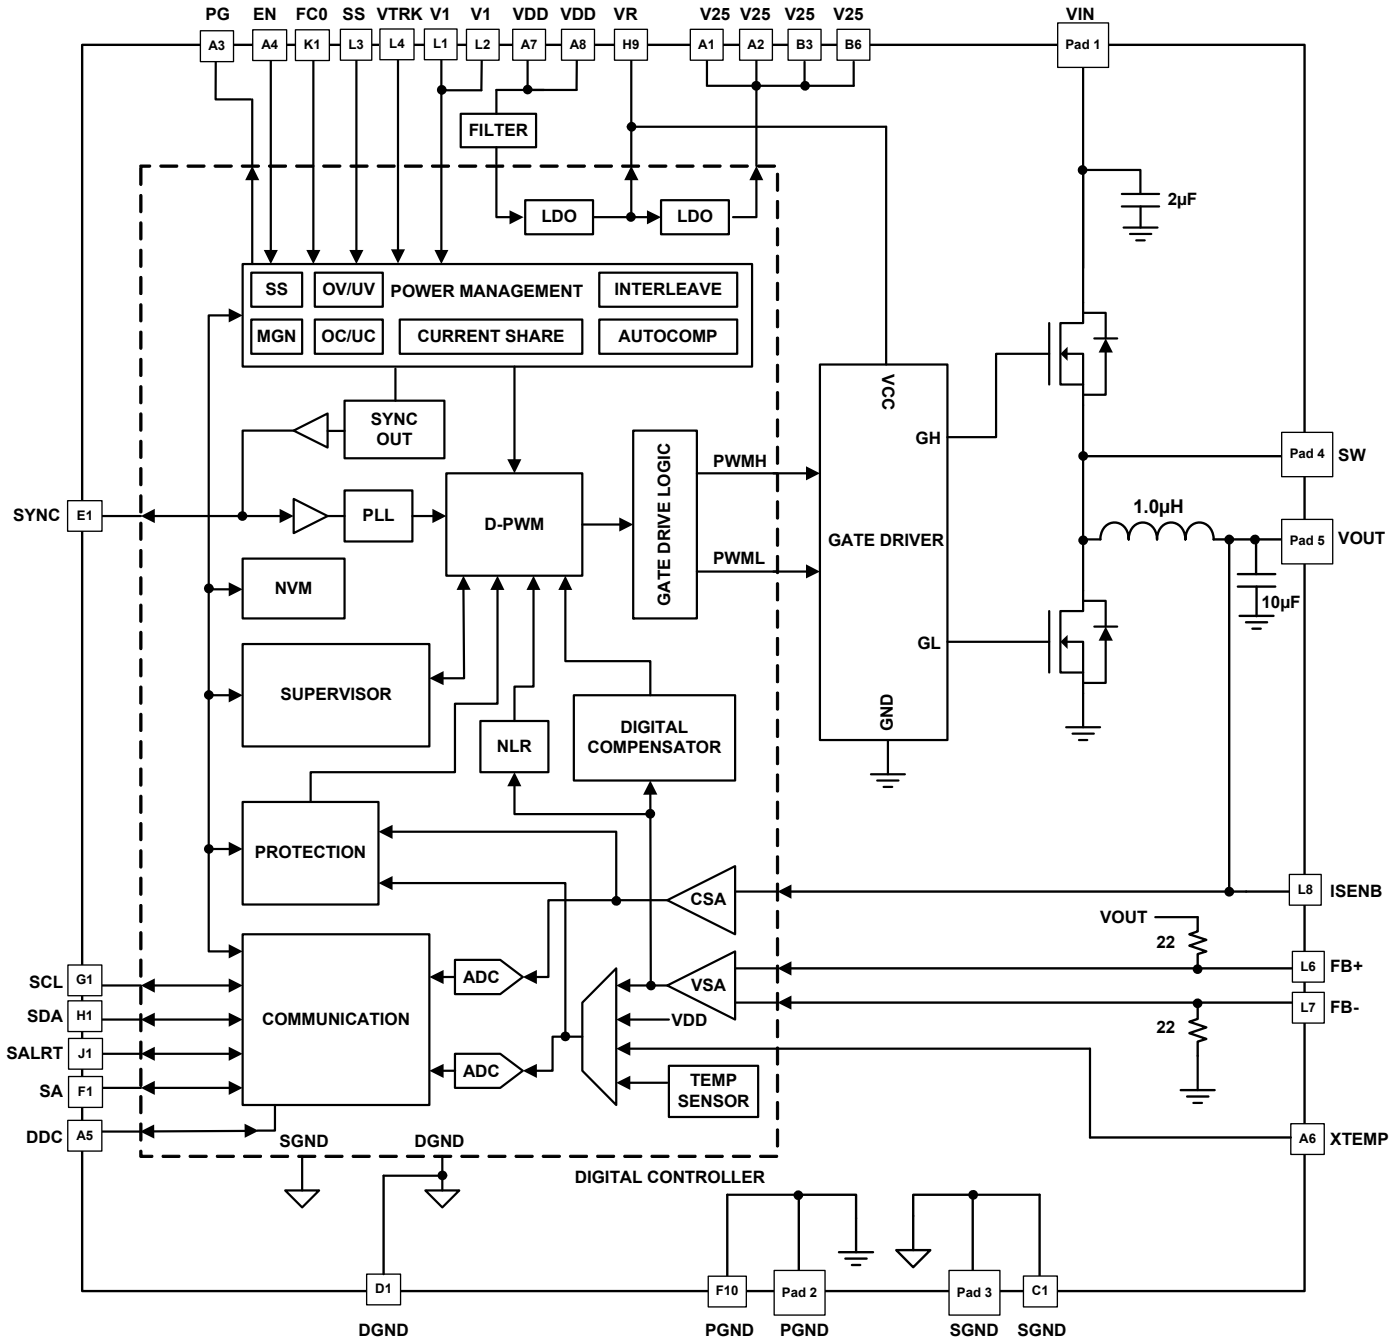 PG EN FC0 SS VTRK V1 V1 VDD VDD VR V25 V25 V25 V25 VIN
A3 A4 K1 L3 L4 L1 L2 A7 A8 H9 A1 A2 B3 B6 Pad 1
FILTER
2µF
LDO LDO
SS OV/UV POWER MANAGEMENT INTERLEAVE
MGN OC/UC CURRENT SHARE AUTOCOMP
VCC
SYNC
OUT
GH
Pad 4 SW
PWMH
GATE DRIVE LOGIC
SYNC E1 PLL D-PWM
1.0µH
GATE DRIVER
Pad 5 VOUT
PWML
NVM
10µF
GL
SUPERVISOR
GND
NLR
DIGITAL
COMPENSATOR
PROTECTION
CSA
L8 ISENB
VOUT
22
L6 FB+
SCL G1 ADC VSA
L7 FB-
SDA H1 COMMUNICATION VDD
22
SALRT J1
ADC
TEMP
SENSOR
SA F1
DDC A5
SGND DGND
A6 XTEMP
DIGITAL CONTROLLER
D1 F10 Pad 2 Pad 3 C1
DGND PGND PGND SGND SGND